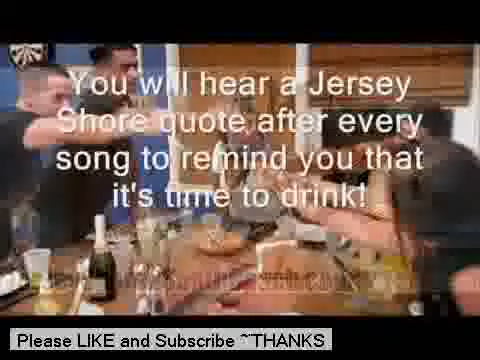 You will hear a Jersey
Shore quote after every
song to remind you that
it's time to drink!
Please LIKE and Subscribe ~THANKS